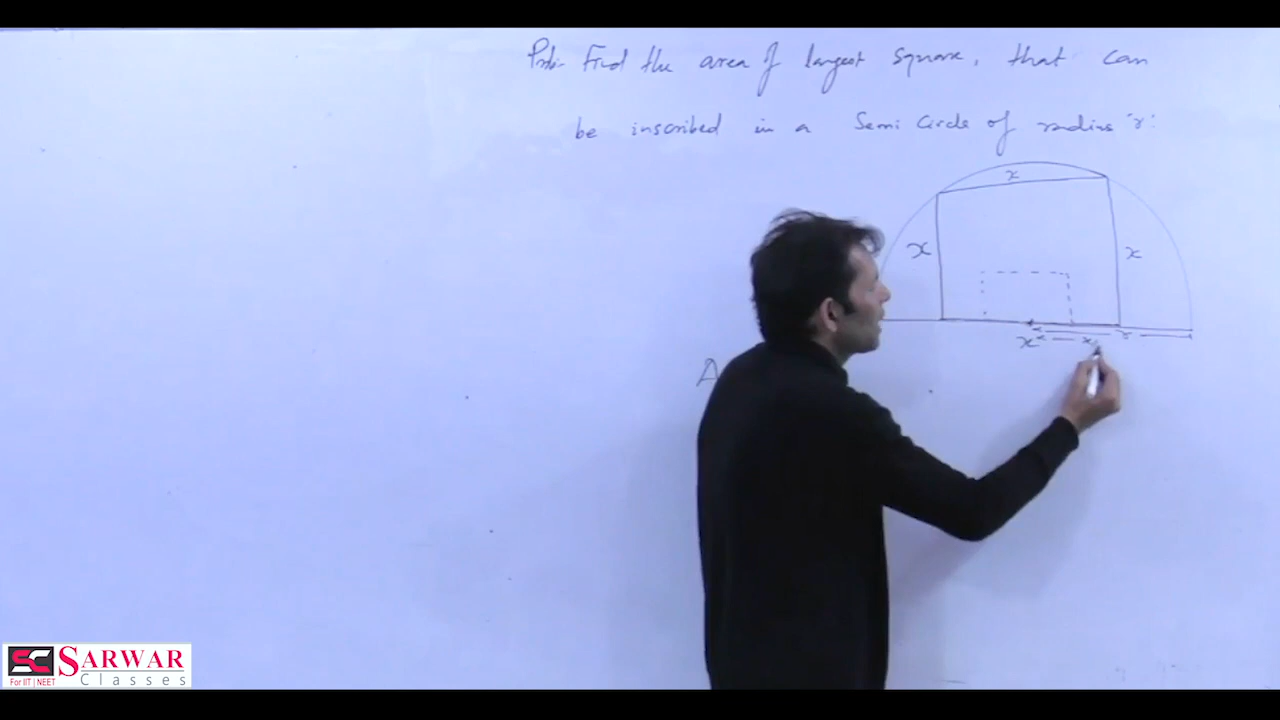 Prob:- Find the area of largest square, that can
be inscribed in a Semi Circle of radius 'r'.
x
x
x
r
x
A
SC SARWAR
For IIT | NEET Classes